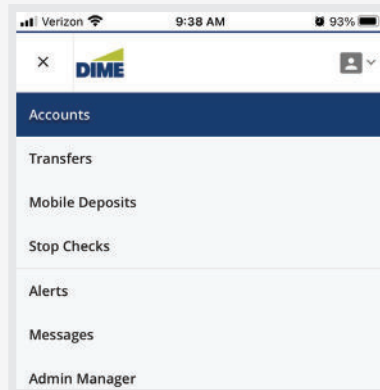 Verizon 9:38 AM 93%
× DIME
Accounts
Transfers
Mobile Deposits
Stop Checks
Alerts
Messages
Admin Manager